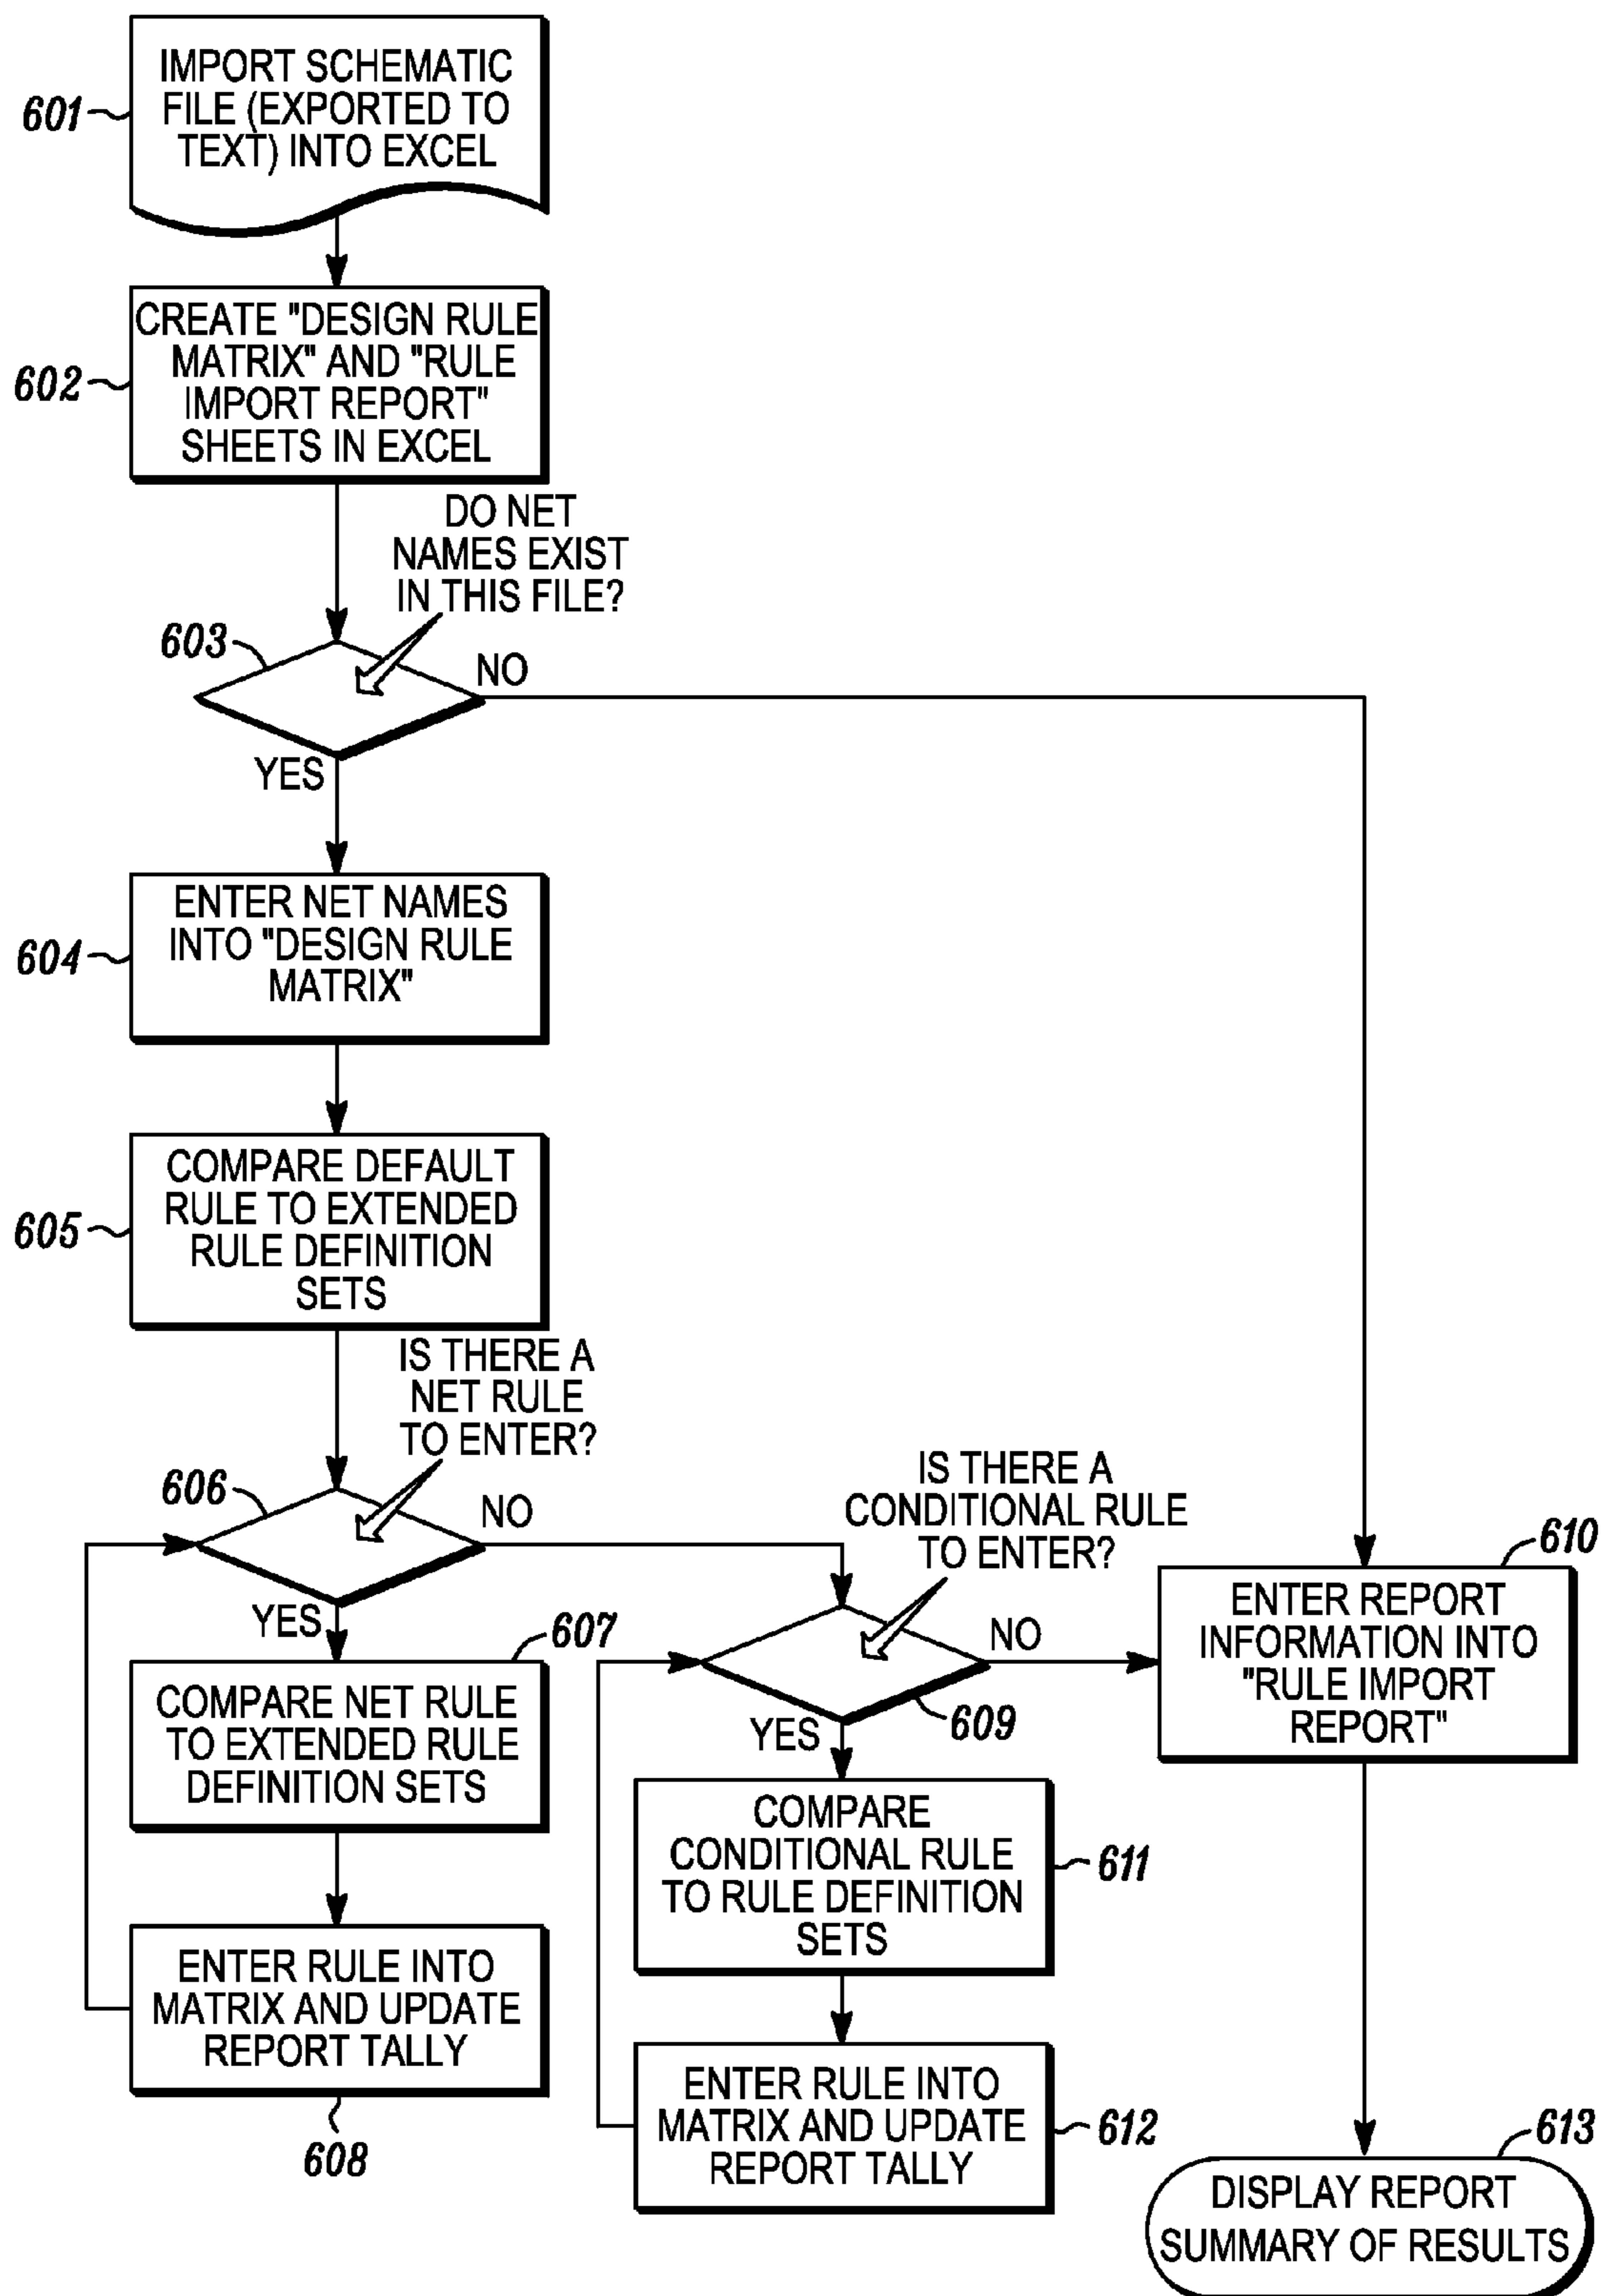 IMPORT SCHEMATIC
FILE (EXPORTED TO
TEXT) INTO EXCEL
601
CREATE "DESIGN RULE
MATRIX" AND "RULE
IMPORT REPORT"
SHEETS IN EXCEL
602
DO NET
NAMES EXIST
IN THIS FILE?
603
NO
YES
ENTER NET NAMES
INTO "DESIGN RULE
MATRIX"
604
COMPARE DEFAULT
RULE TO EXTENDED
RULE DEFINITION
SETS
605
IS THERE A
NET RULE
TO ENTER?
606
NO
YES
607
COMPARE NET RULE
TO EXTENDED RULE
DEFINITION SETS
ENTER RULE INTO
MATRIX AND UPDATE
REPORT TALLY
608
IS THERE A
CONDITIONAL RULE
TO ENTER?
NO
609
YES
COMPARE
CONDITIONAL RULE
TO RULE DEFINITION
SETS
611
ENTER RULE INTO
MATRIX AND UPDATE
REPORT TALLY
612
610
ENTER REPORT
INFORMATION INTO
"RULE IMPORT
REPORT"
613
DISPLAY REPORT
SUMMARY OF RESULTS